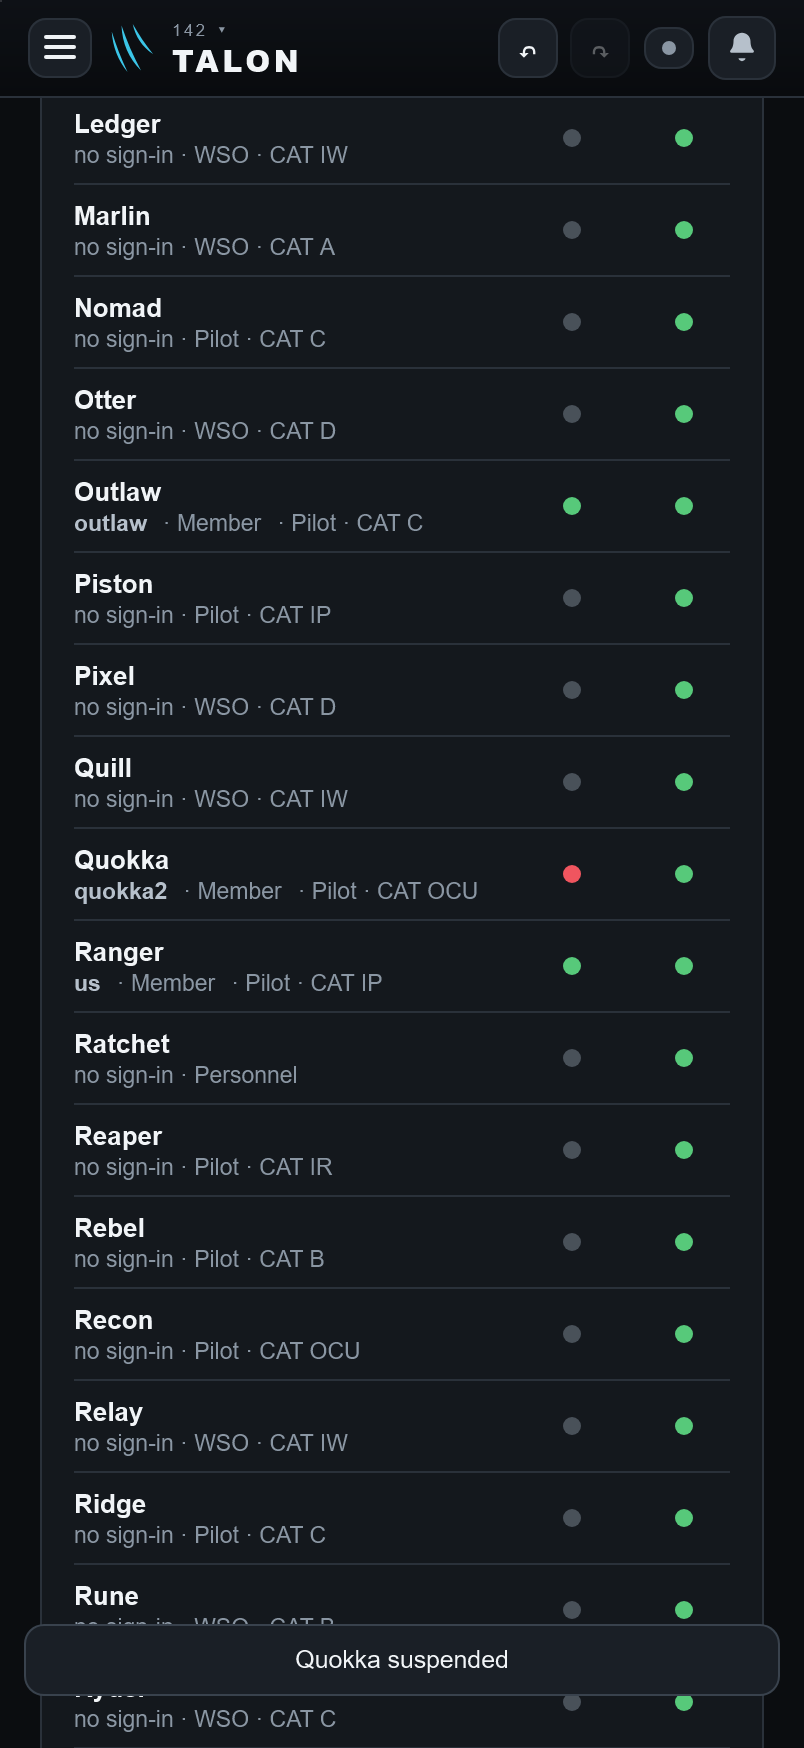 142 ▾
TALON
Ledger
no sign-in · WSO · CAT IW
Marlin
no sign-in · WSO · CAT A
Nomad
no sign-in · Pilot · CAT C
Otter
no sign-in · WSO · CAT D
Outlaw
outlaw · Member · Pilot · CAT C
Piston
no sign-in · Pilot · CAT IP
Pixel
no sign-in · WSO · CAT D
Quill
no sign-in · WSO · CAT IW
Quokka
quokka2 · Member · Pilot · CAT OCU
Ranger
us · Member · Pilot · CAT IP
Ratchet
no sign-in · Personnel
Reaper
no sign-in · Pilot · CAT IR
Rebel
no sign-in · Pilot · CAT B
Recon
no sign-in · Pilot · CAT OCU
Relay
no sign-in · WSO · CAT IW
Ridge
no sign-in · Pilot · CAT C
Rune
no sign-in · WSO · CAT
Quokka suspended
no sign-in · WSO · CAT C